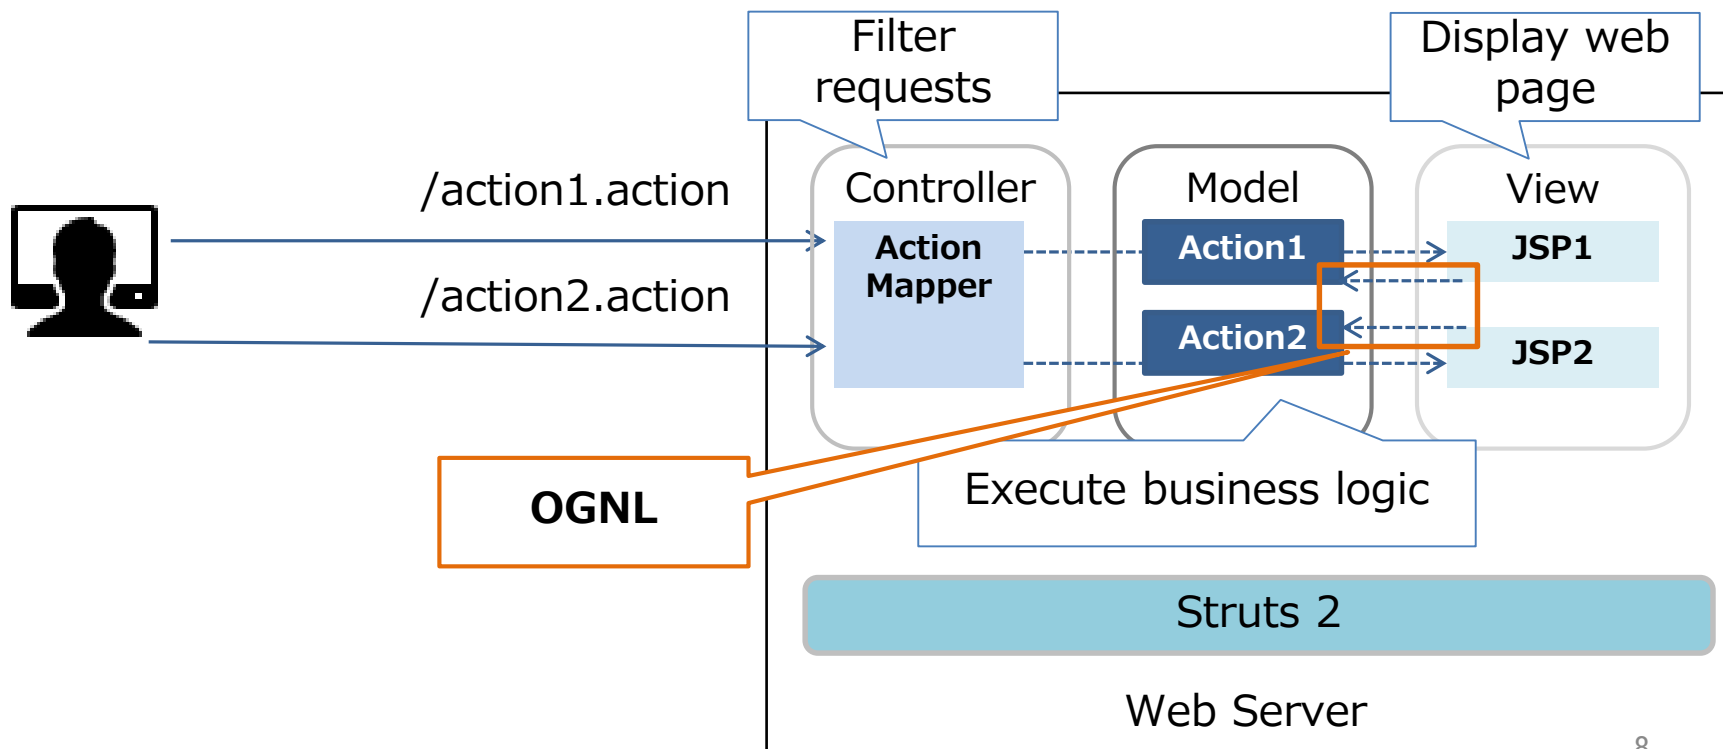 Filter
requests
Display web
page
/action1.action
/action2.action
Controller
Action
Mapper
Model
Action1
Action2
View
JSP1
JSP2
OGNL
Execute business logic
Struts 2
Web Server
8